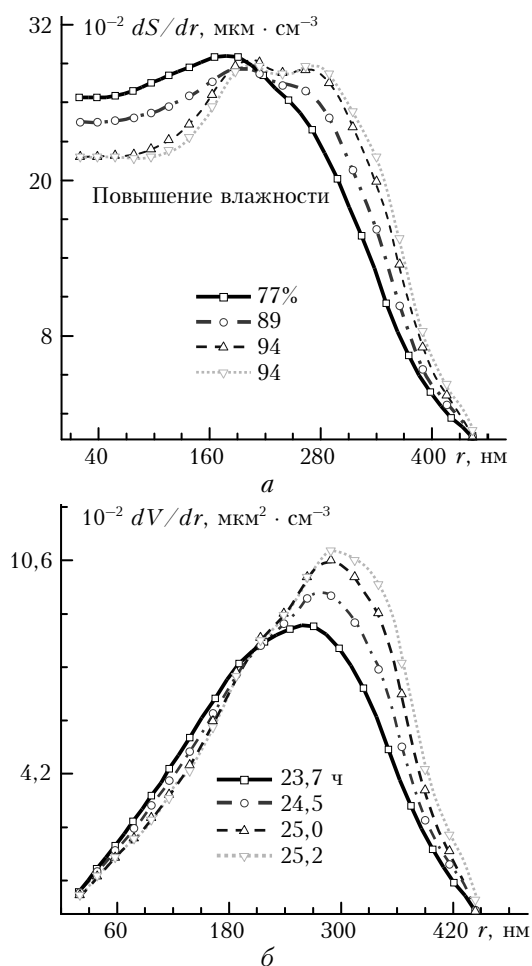 32
10⁻² dS/dr, мкм · см⁻³
20
Повышение влажности
77%
89
8
94
94
40 160 280 400 r, нм
а
10⁻² dV/dr, мкм² · см⁻³
10,6
4,2
23,7 ч
24,5
25,0
25,2
60 180 300 420 r, нм
б